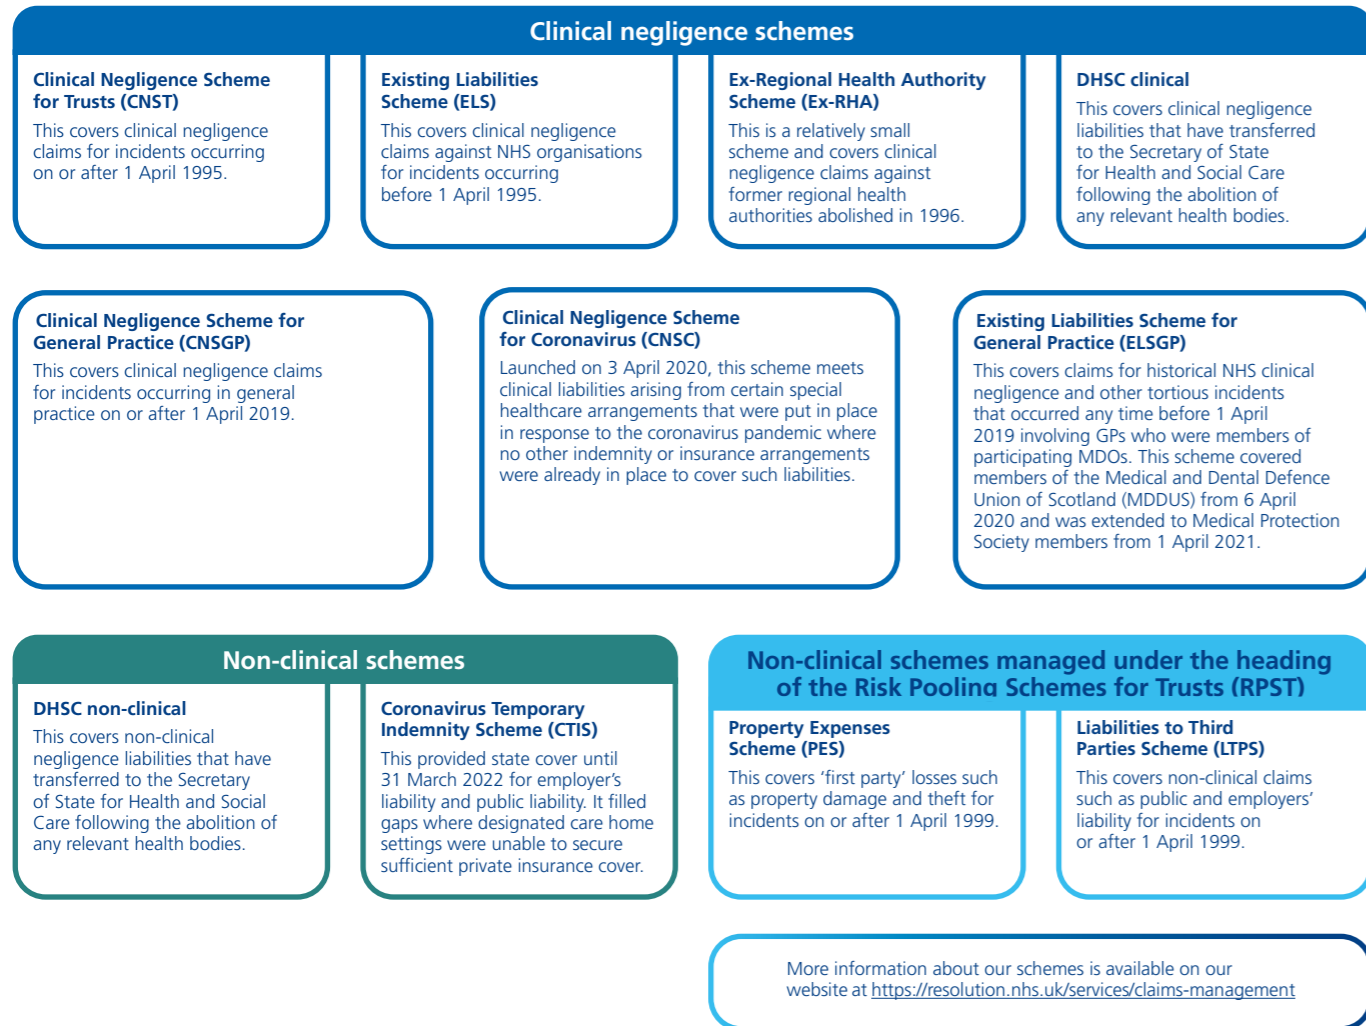 Clinical negligence schemes
Clinical Negligence Scheme
for Trusts (CNST)
This covers clinical negligence
claims for incidents occurring
on or after 1 April 1995.
Existing Liabilities
Scheme (ELS)
This covers clinical negligence
claims against NHS organisations
for incidents occurring
before 1 April 1995.
Ex-Regional Health Authority
Scheme (Ex-RHA)
This is a relatively small
scheme and covers clinical
negligence claims against
former regional health
authorities abolished in 1996.
DHSC clinical
This covers clinical negligence
liabilities that have transferred
to the Secretary of State
for Health and Social Care
following the abolition of
any relevant health bodies.
Clinical Negligence Scheme for
General Practice (CNSGP)
This covers clinical negligence claims
for incidents occurring in general
practice on or after 1 April 2019.
Clinical Negligence Scheme
for Coronavirus (CNSC)
Launched on 3 April 2020, this scheme meets
clinical liabilities arising from certain special
healthcare arrangements that were put in place
in response to the coronavirus pandemic where
no other indemnity or insurance arrangements
were already in place to cover such liabilities.
Existing Liabilities Scheme for
General Practice (ELSGP)
This covers claims for historical NHS clinical
negligence and other tortious incidents
that occurred any time before 1 April
2019 involving GPs who were members of
participating MDOs. This scheme covered
members of the Medical and Dental Defence
Union of Scotland (MDDUS) from 6 April
2020 and was extended to Medical Protection
Society members from 1 April 2021.
Non-clinical schemes
DHSC non-clinical
This covers non-clinical
negligence liabilities that have
transferred to the Secretary
of State for Health and Social
Care following the abolition of
any relevant health bodies.
Coronavirus Temporary
Indemnity Scheme (CTIS)
This provided state cover until
31 March 2022 for employer’s
liability and public liability. It filled
gaps where designated care home
settings were unable to secure
sufficient private insurance cover.
Non-clinical schemes managed under the heading
of the Risk Pooling Schemes for Trusts (RPST)
Property Expenses
Scheme (PES)
This covers ‘first party’ losses such
as property damage and theft for
incidents on or after 1 April 1999.
Liabilities to Third
Parties Scheme (LTPS)
This covers non-clinical claims
such as public and employers’
liability for incidents on
or after 1 April 1999.
More information about our schemes is available on our
website at https://resolution.nhs.uk/services/claims-management